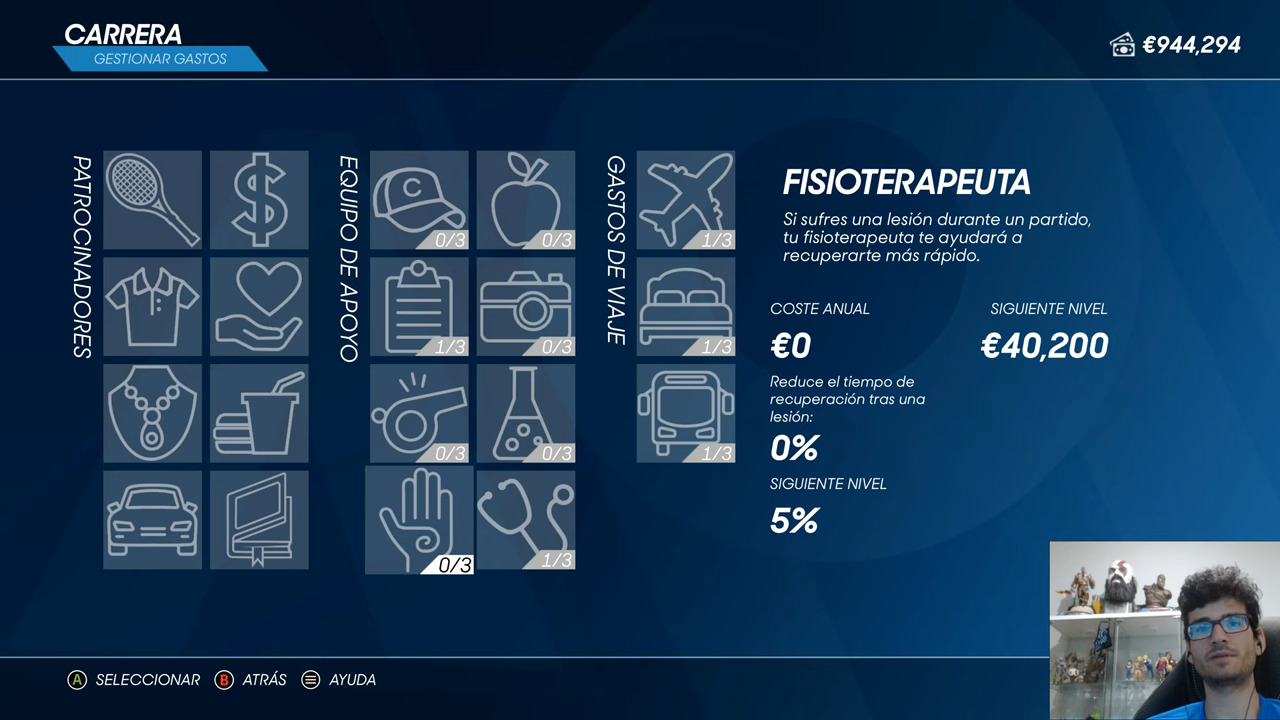 CARRERA
GESTIONAR GASTOS
€944,294
PATROCINADORES
EQUIPO DE APOYO
C
0/3
0/3
1/3
0/3
0/3
0/3
0/3
1/3
GASTOS DE VIAJE
1/3
1/3
1/3
FISIOTERAPEUTA
Si sufres una lesión durante un partido,
tu fisioterapeuta te ayudará a
recuperarte más rápido.
COSTE ANUAL
€0
SIGUIENTE NIVEL
€40,200
Reduce el tiempo de
recuperación tras una
lesión:
0%
SIGUIENTE NIVEL
5%
A SELECCIONAR
B ATRÁS
AYUDA